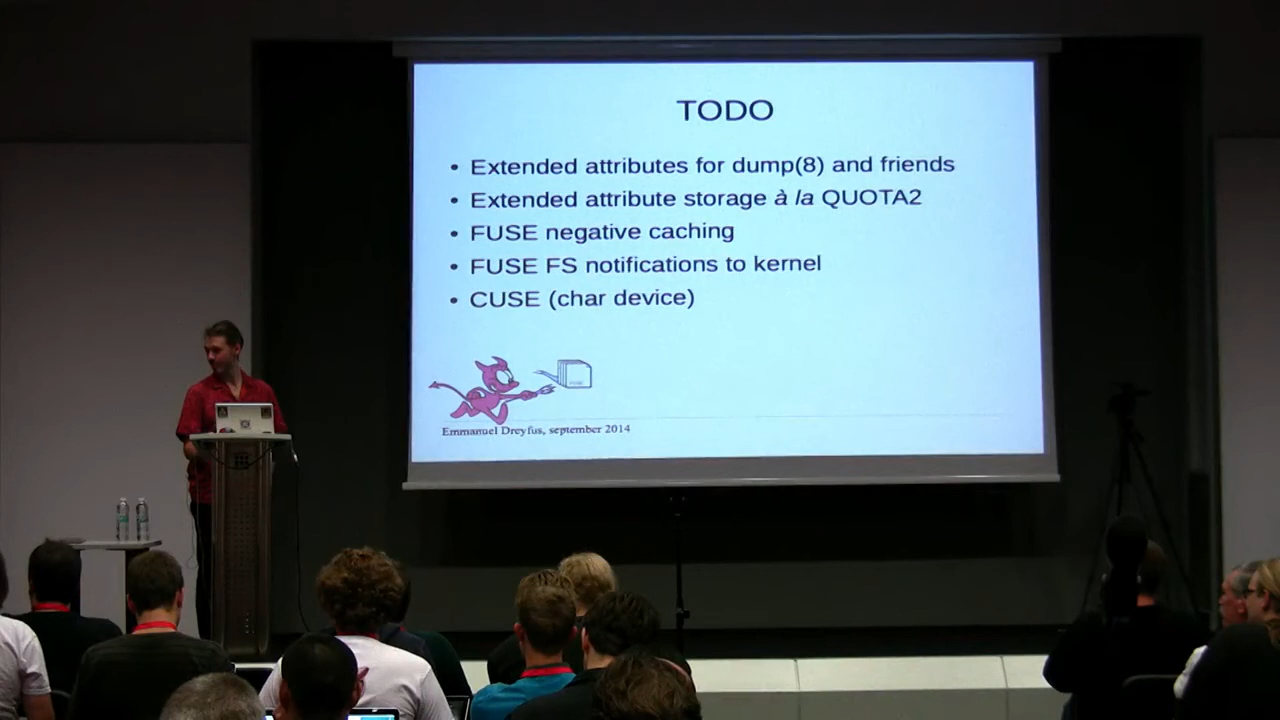 TODO
• Extended attributes for dump(8) and friends
• Extended attribute storage à la QUOTA2
• FUSE negative caching
• FUSE FS notifications to kernel
• CUSE (char device)
Emmanuel Dreyfus, september 2014